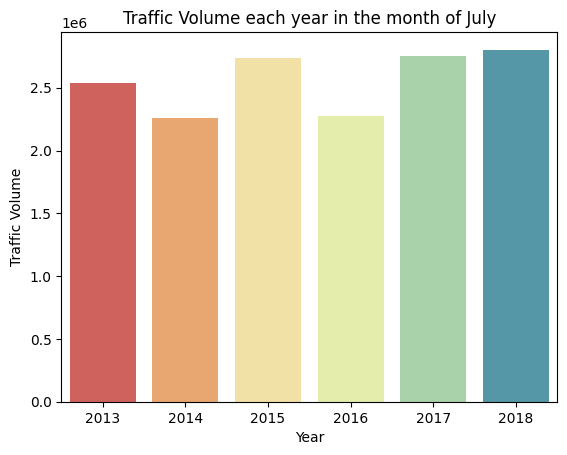 Traffic Volume each year in the month of July
1e6
2.5
2.0
1.5
1.0
0.5
0.0
Traffic Volume
2013 2014 2015 2016 2017 2018
Year